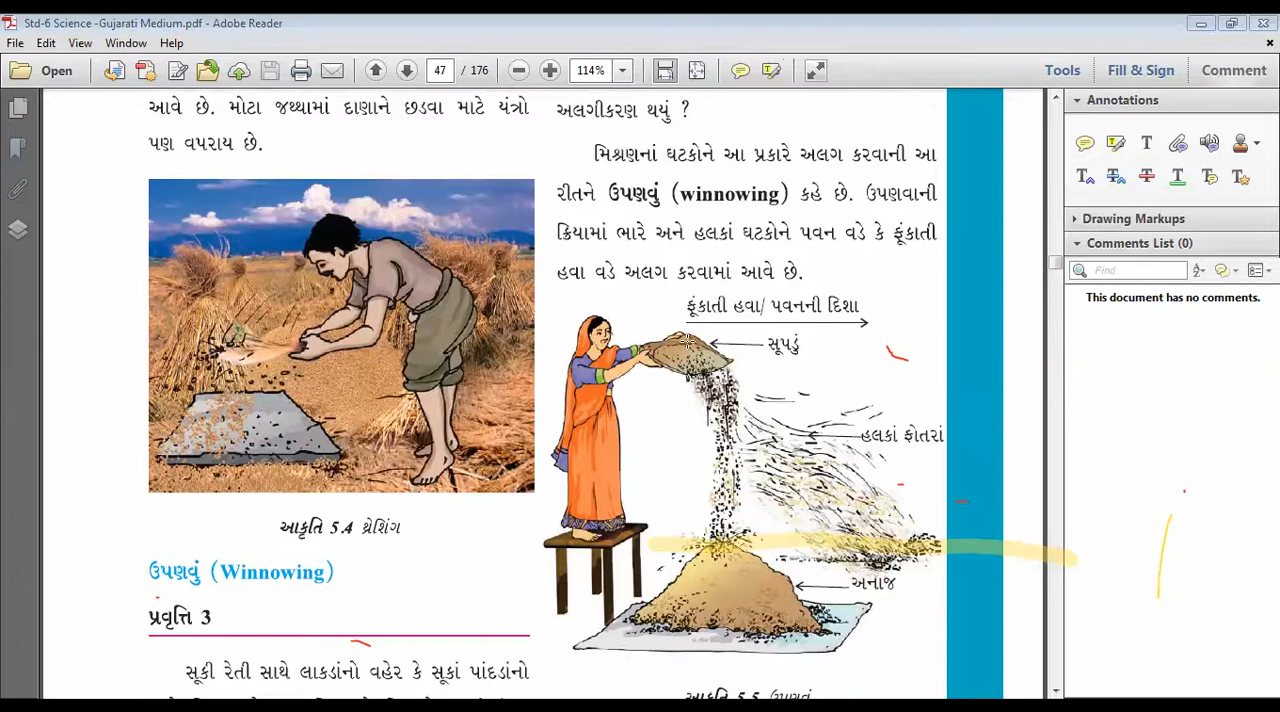 Std-6 Science -Gujarati Medium.pdf - Adobe Reader
File Edit View Window Help
Open 47 / 176 114% Tools Fill & Sign Comment
આવે છે. મોટા જથ્થામાં દાણાને છડવા માટે યંત્રો
પણ વપરાય છે.
આકૃતિ 5.4 થ્રેશિંગ
ઉપણવું (Winnowing)
પ્રવૃત્તિ 3
સૂકી રેતી સાથે લાકડાંનો વહેર કે સૂકાં પાંદડાંનો
અલગીકરણ થયું ?
મિશ્રણનાં ઘટકોને આ પ્રકારે અલગ કરવાની આ
રીતને ઉપણવું (winnowing) કહે છે. ઉપણવાની
ક્રિયામાં ભારે અને હલકાં ઘટકોને પવન વડે કે ફૂંકાતી
હવા વડે અલગ કરવામાં આવે છે.
ફૂંકાતી હવા/ પવનની દિશા
સૂપડું
હલકાં ફોતરાં
અનાજ
આકૃતિ 5.5 ઉપણવું
Annotations
T
T T T T T T
Drawing Markups
Comments List (0)
Find
This document has no comments.